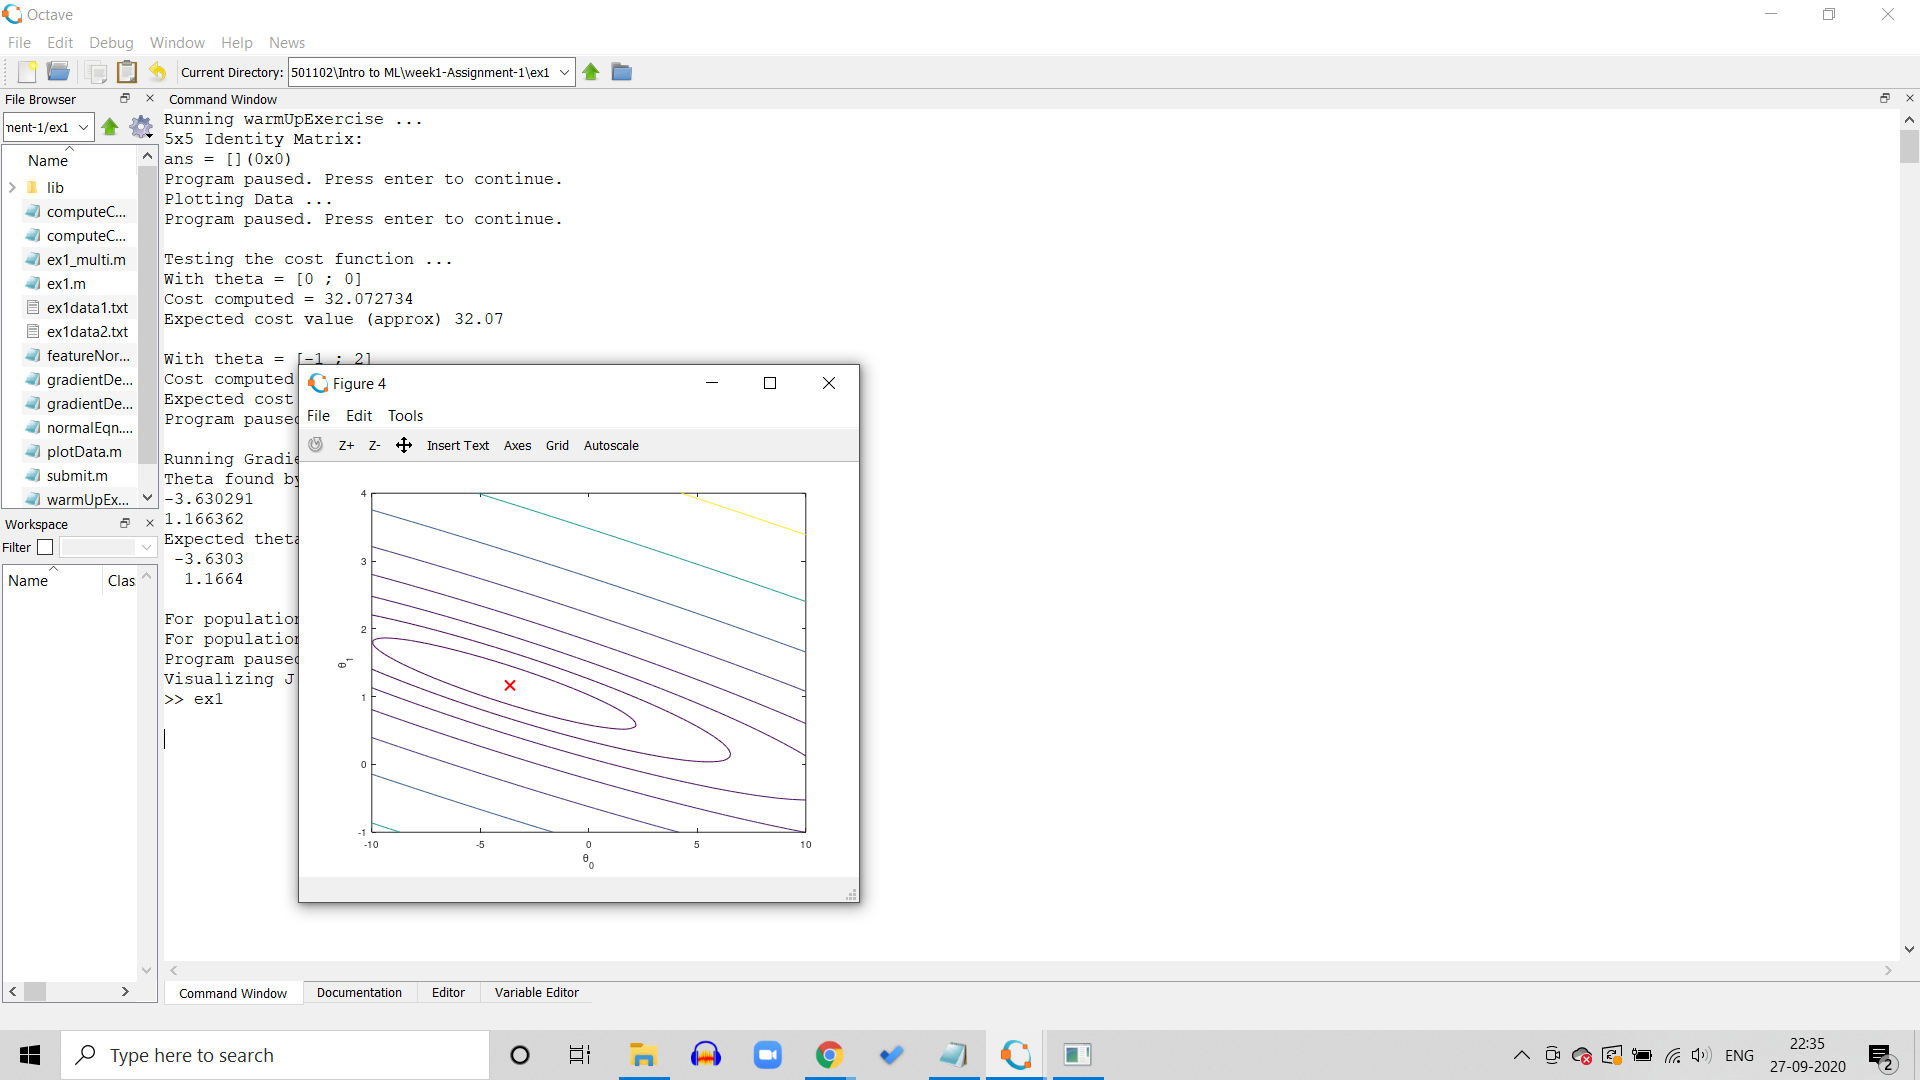 Octave
File Edit Debug Window Help News
Current Directory: 501102\Intro to ML\week1-Assignment-1\ex1
File Browser
ment-1/ex1
Name
lib
computeC...
computeC...
ex1_multi.m
ex1.m
ex1data1.txt
ex1data2.txt
featureNor...
gradientDe...
gradientDe...
normalEqn....
plotData.m
submit.m
warmUpEx...
Workspace
Filter
Name Clas
Command Window
Running warmUpExercise ...
5x5 Identity Matrix:
ans = [](0x0)
Program paused. Press enter to continue.
Plotting Data ...
Program paused. Press enter to continue.
Testing the cost function ...
With theta = [0 ; 0]
Cost computed = 32.072734
Expected cost value (approx) 32.07
With theta = [-1 ; 2]
Cost computed
Expected cost
Program paused
Running Gradie
Theta found by
-3.630291
1.166362
Expected theta
-3.6303
1.1664
For population
For population
Program paused
Visualizing J
>> ex1
Figure 4
File Edit Tools
Z+ Z- Insert Text Axes Grid Autoscale
4
3
2
1
0
-1
θ1
-10 -5 0 5 10
θ0
Command Window Documentation Editor Variable Editor
Type here to search
ENG
22:35
27-09-2020
2